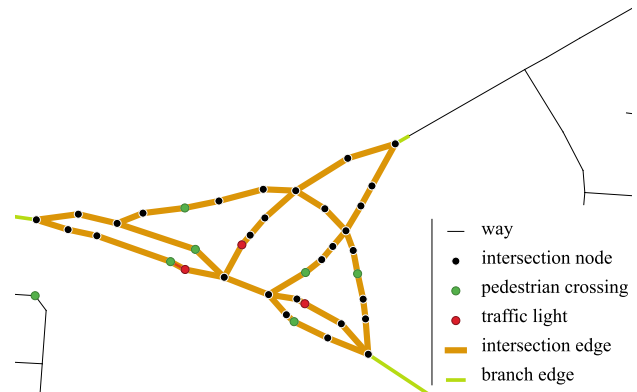 way
intersection node
pedestrian crossing
traffic light
intersection edge
branch edge